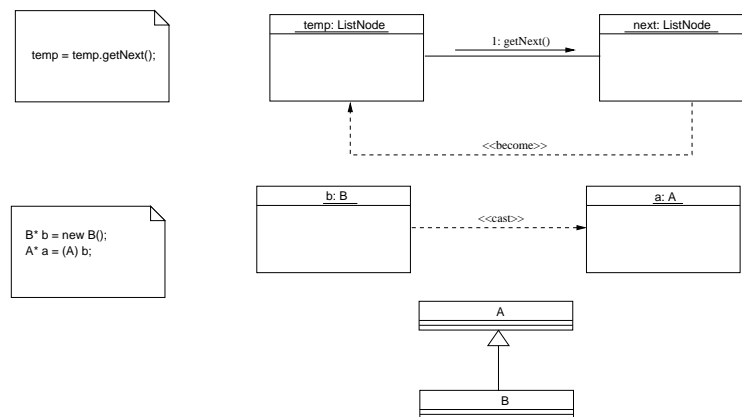 temp: ListNode
next: ListNode
temp = temp.getNext();
1: getNext()
<<become>>
b: B
a: A
<<cast>>
B* b = new B();
A* a = (A) b;
A
B